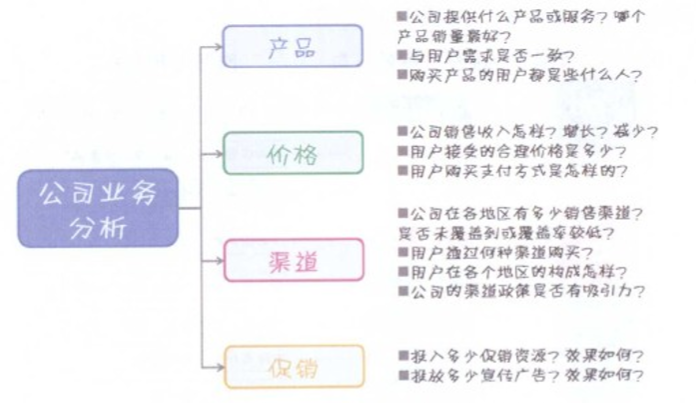 公司业务
分析
产品
■公司提供什么产品或服务？哪个
产品销量最好？
■与用户需求是否一致？
■购买产品的用户都是些什么人？
价格
■公司销售收入怎样？增长？减少？
■用户接受的合理价格是多少？
■用户购买支付方式是怎样的？
渠道
■公司在各地区有多少销售渠道？
是否未覆盖到或覆盖率较低？
■用户通过何种渠道购买？
■用户在各个地区的构成怎样？
■公司的渠道政策是否有吸引力？
促销
■投入多少促销资源？效果如何？
■投放多少宣传广告？效果如何？